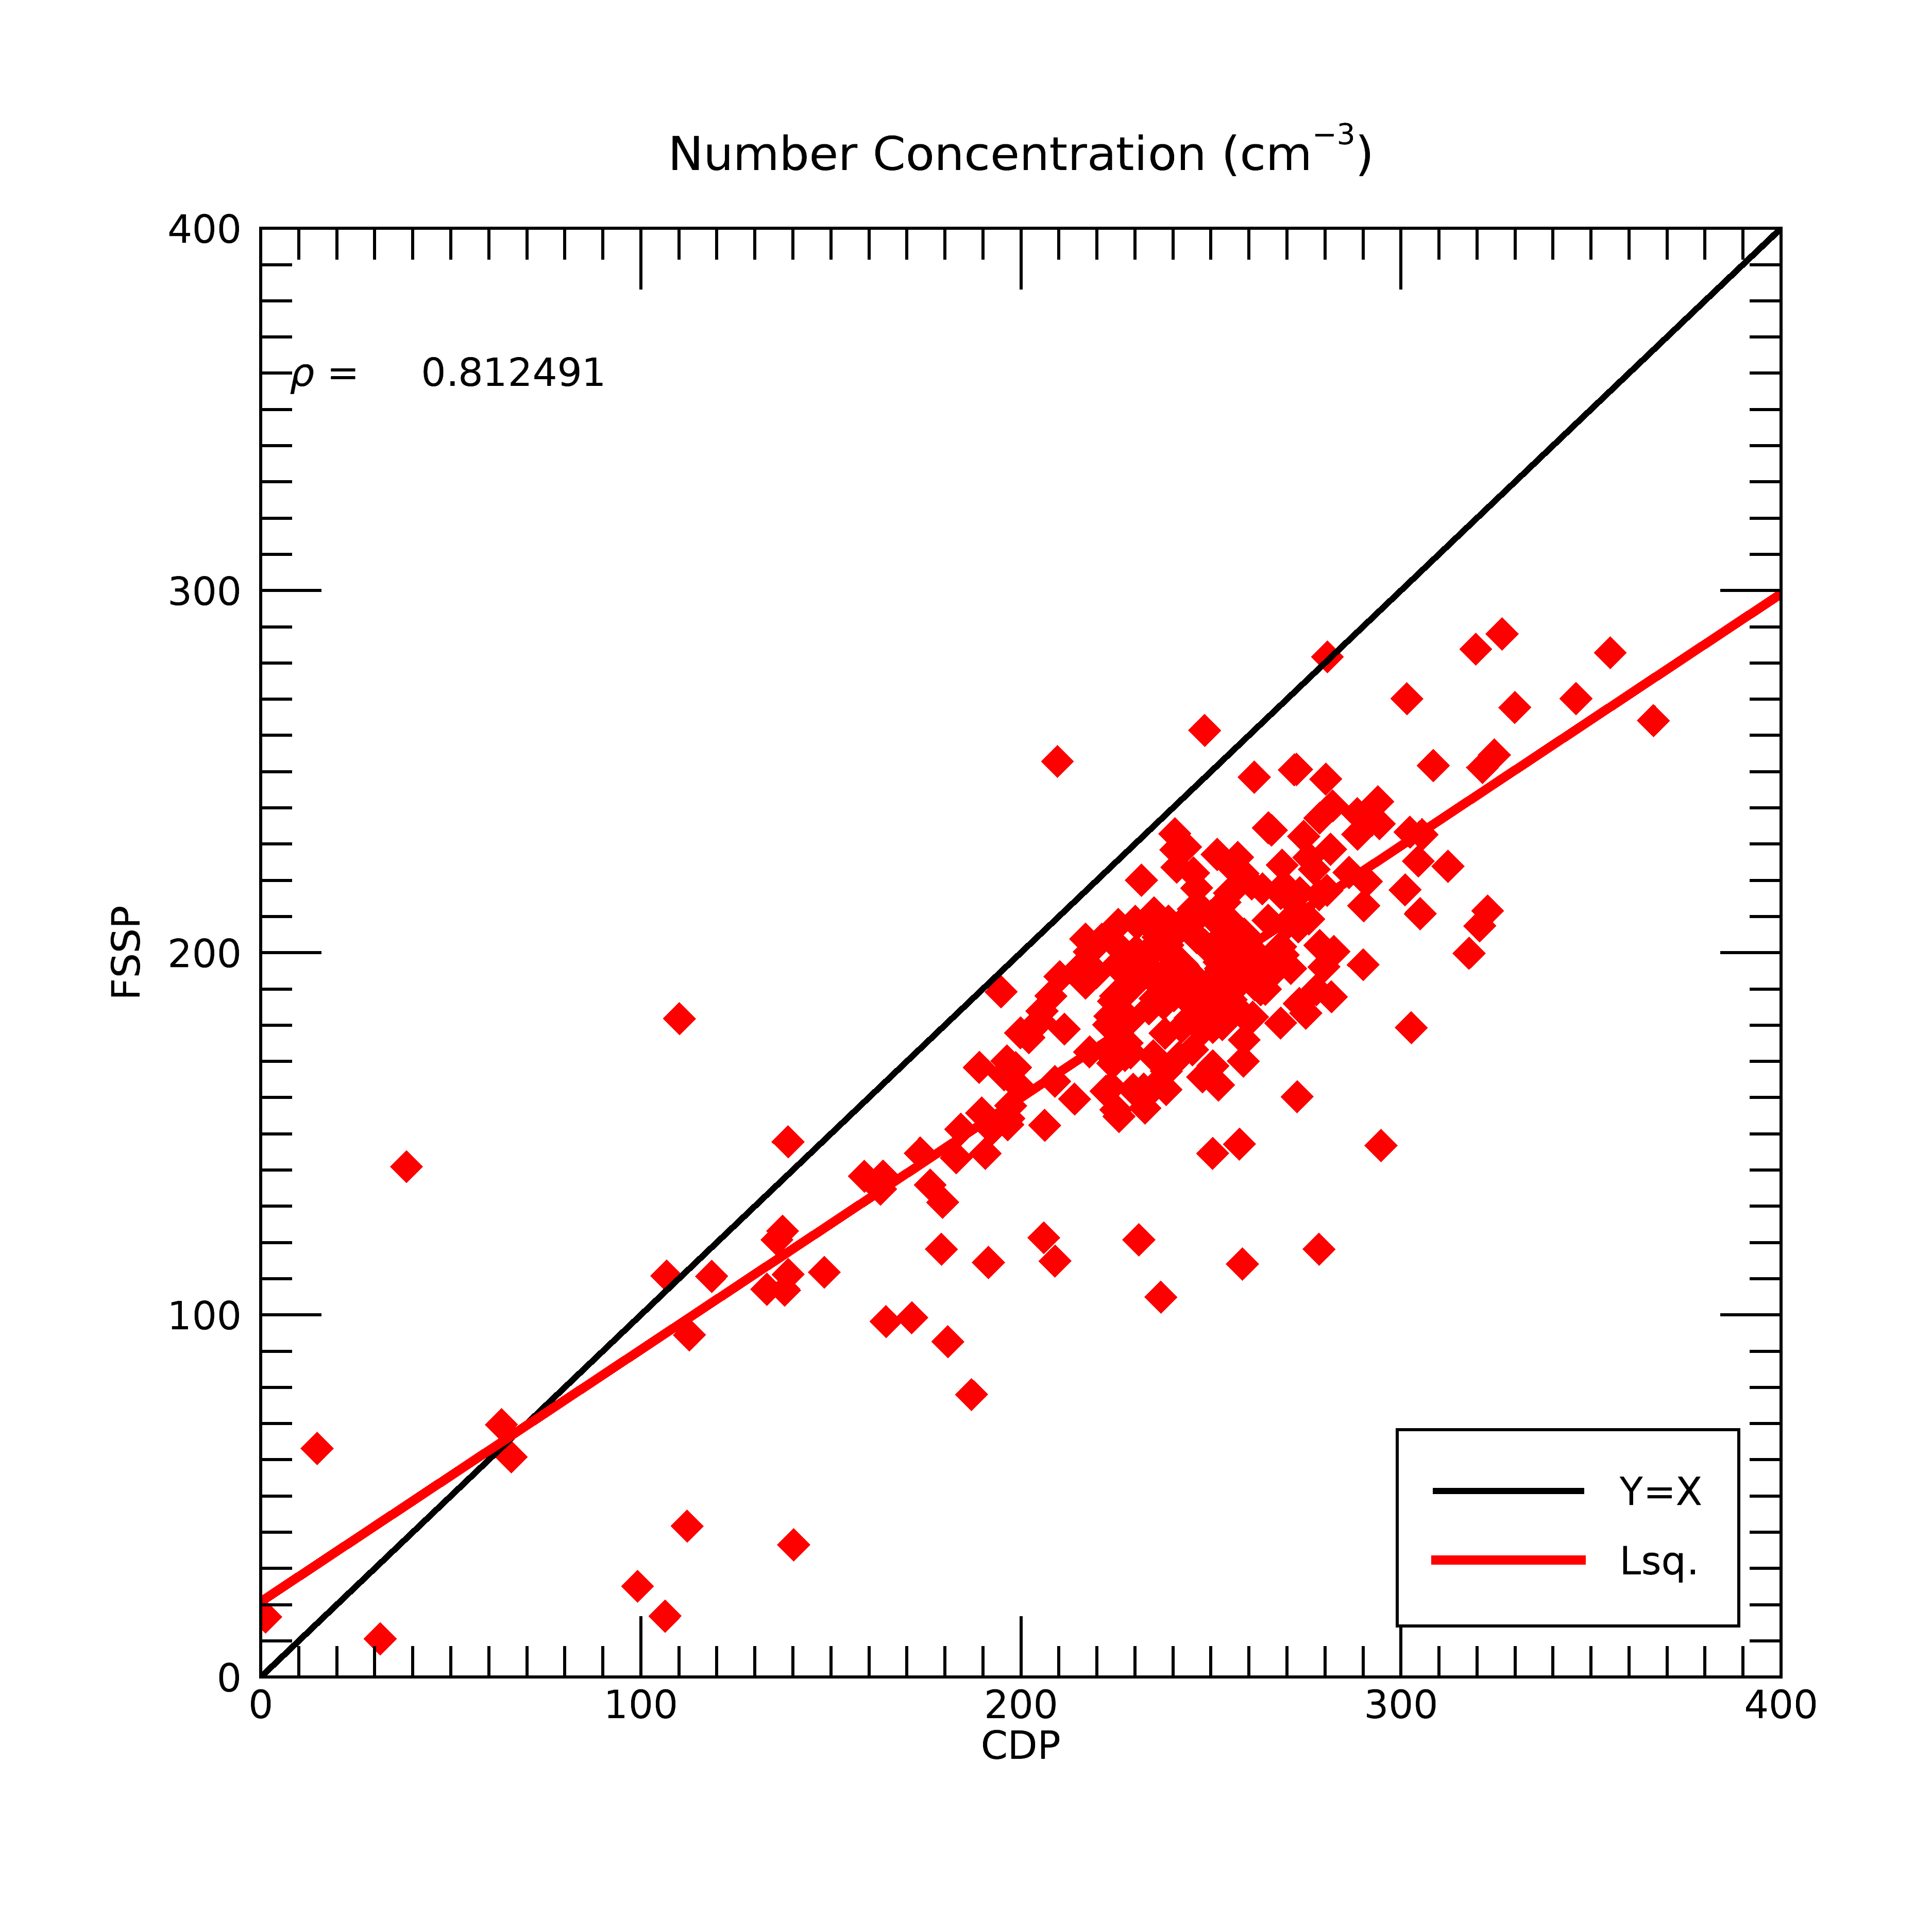 Number Concentration (cm⁻³)
400
ρ = 0.812491
300
FSSP
200
100
Y=X
Lsq.
0
0 100 200 300 400
CDP